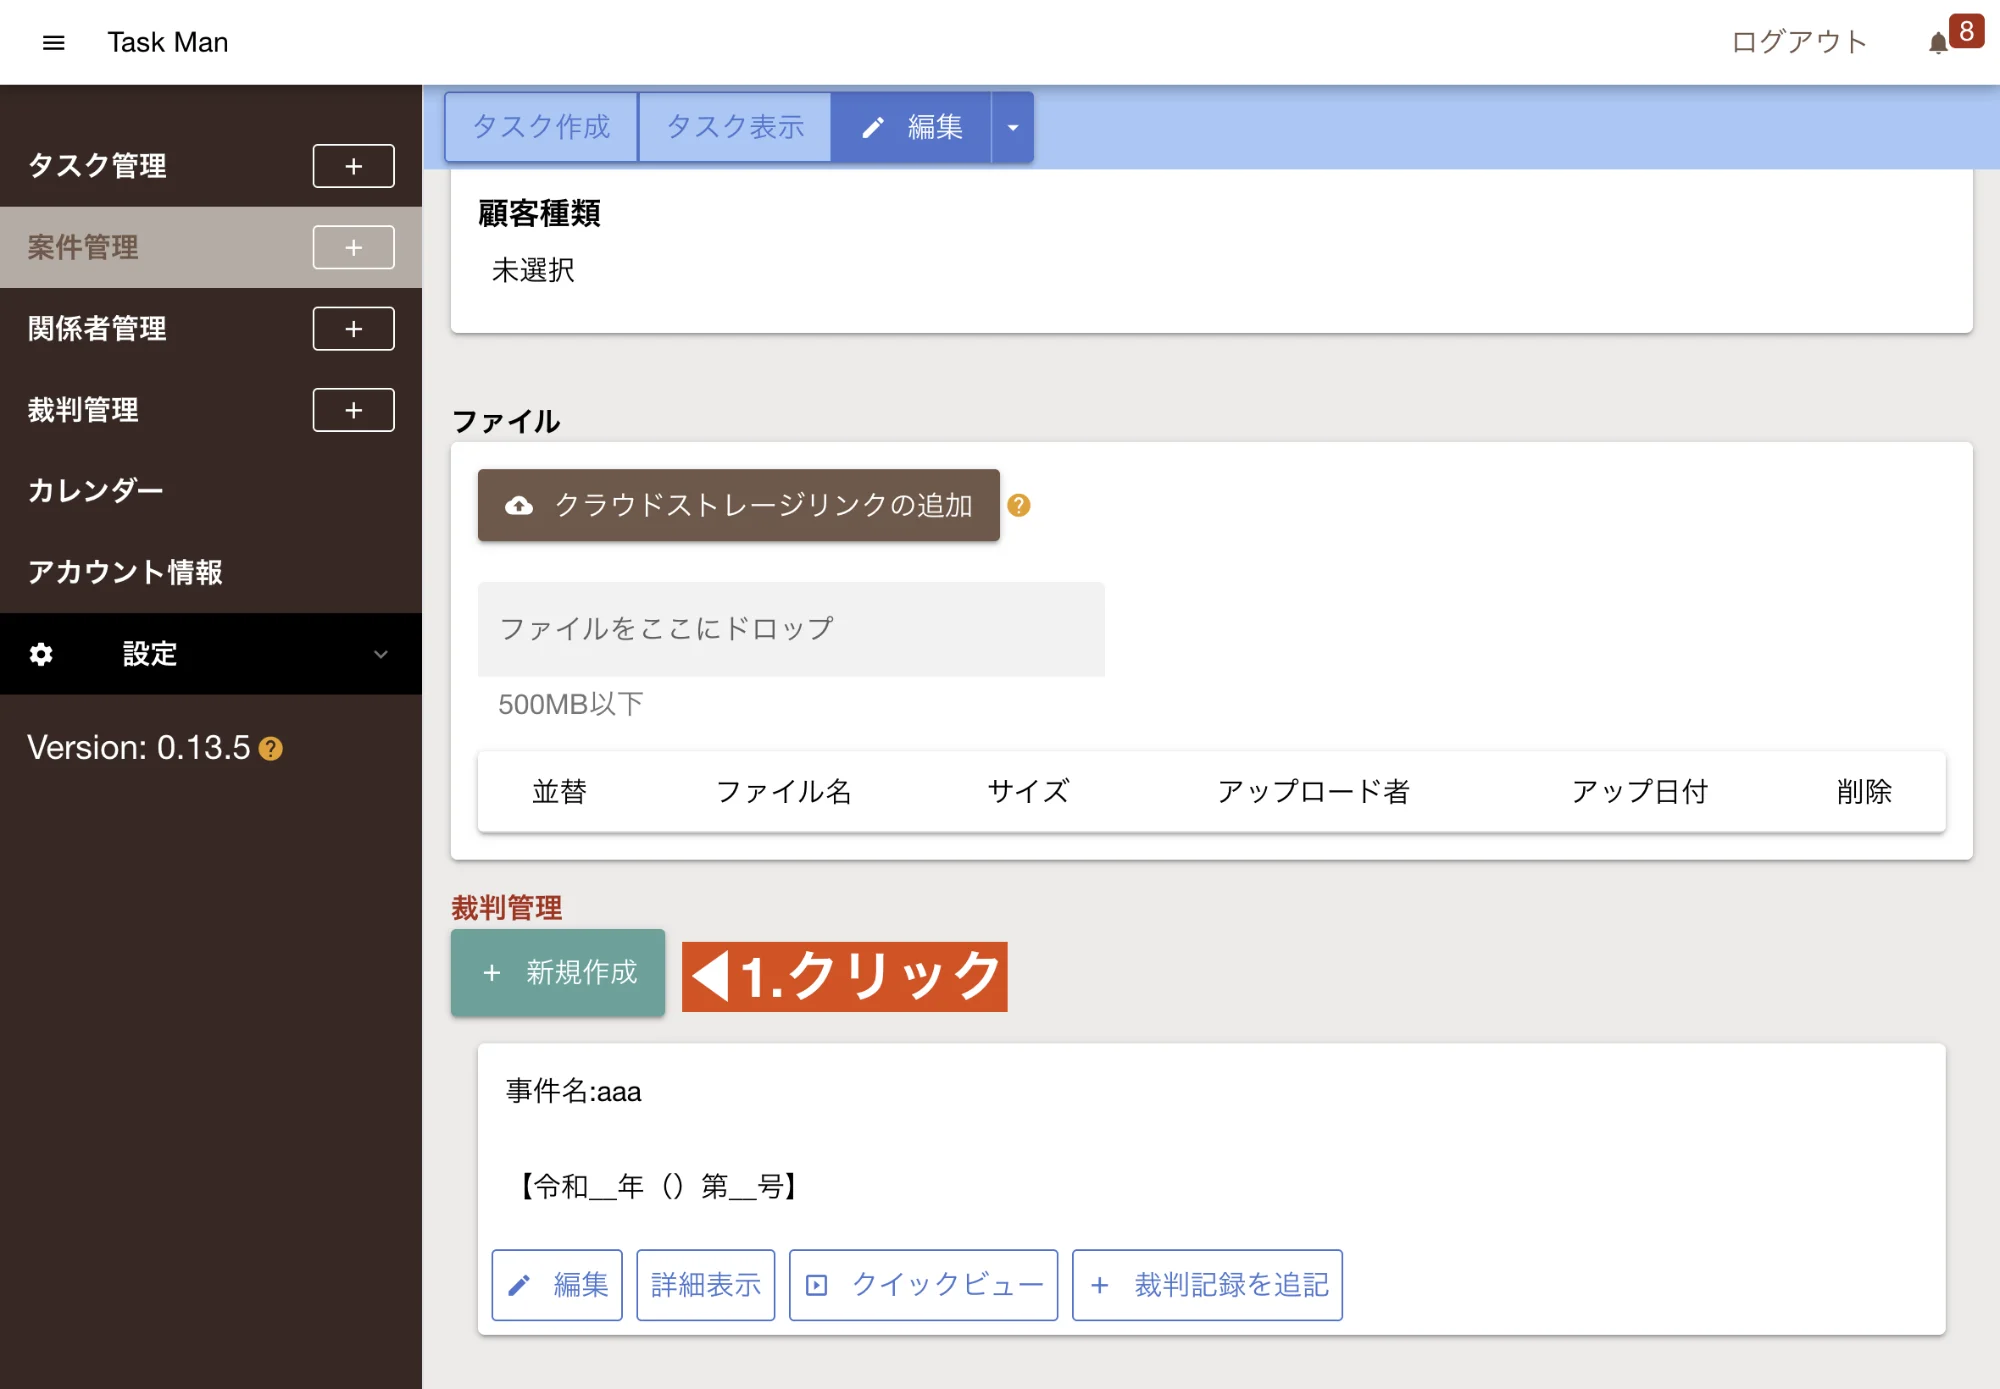 Task Man
ログアウト
8
タスク管理
+
案件管理
+
関係者管理
+
裁判管理
+
カレンダー
アカウント情報
設定
Version: 0.13.5 ?
タスク作成
タスク表示
編集
顧客種類
未選択
ファイル
クラウドストレージリンクの追加
?
ファイルをここにドロップ
500MB以下
並替 ファイル名 サイズ アップロード者 アップ日付 削除
裁判管理
+ 新規作成
◀1.クリック
事件名:aaa
【令和__年（）第__号】
編集
詳細表示
クイックビュー
+ 裁判記録を追記